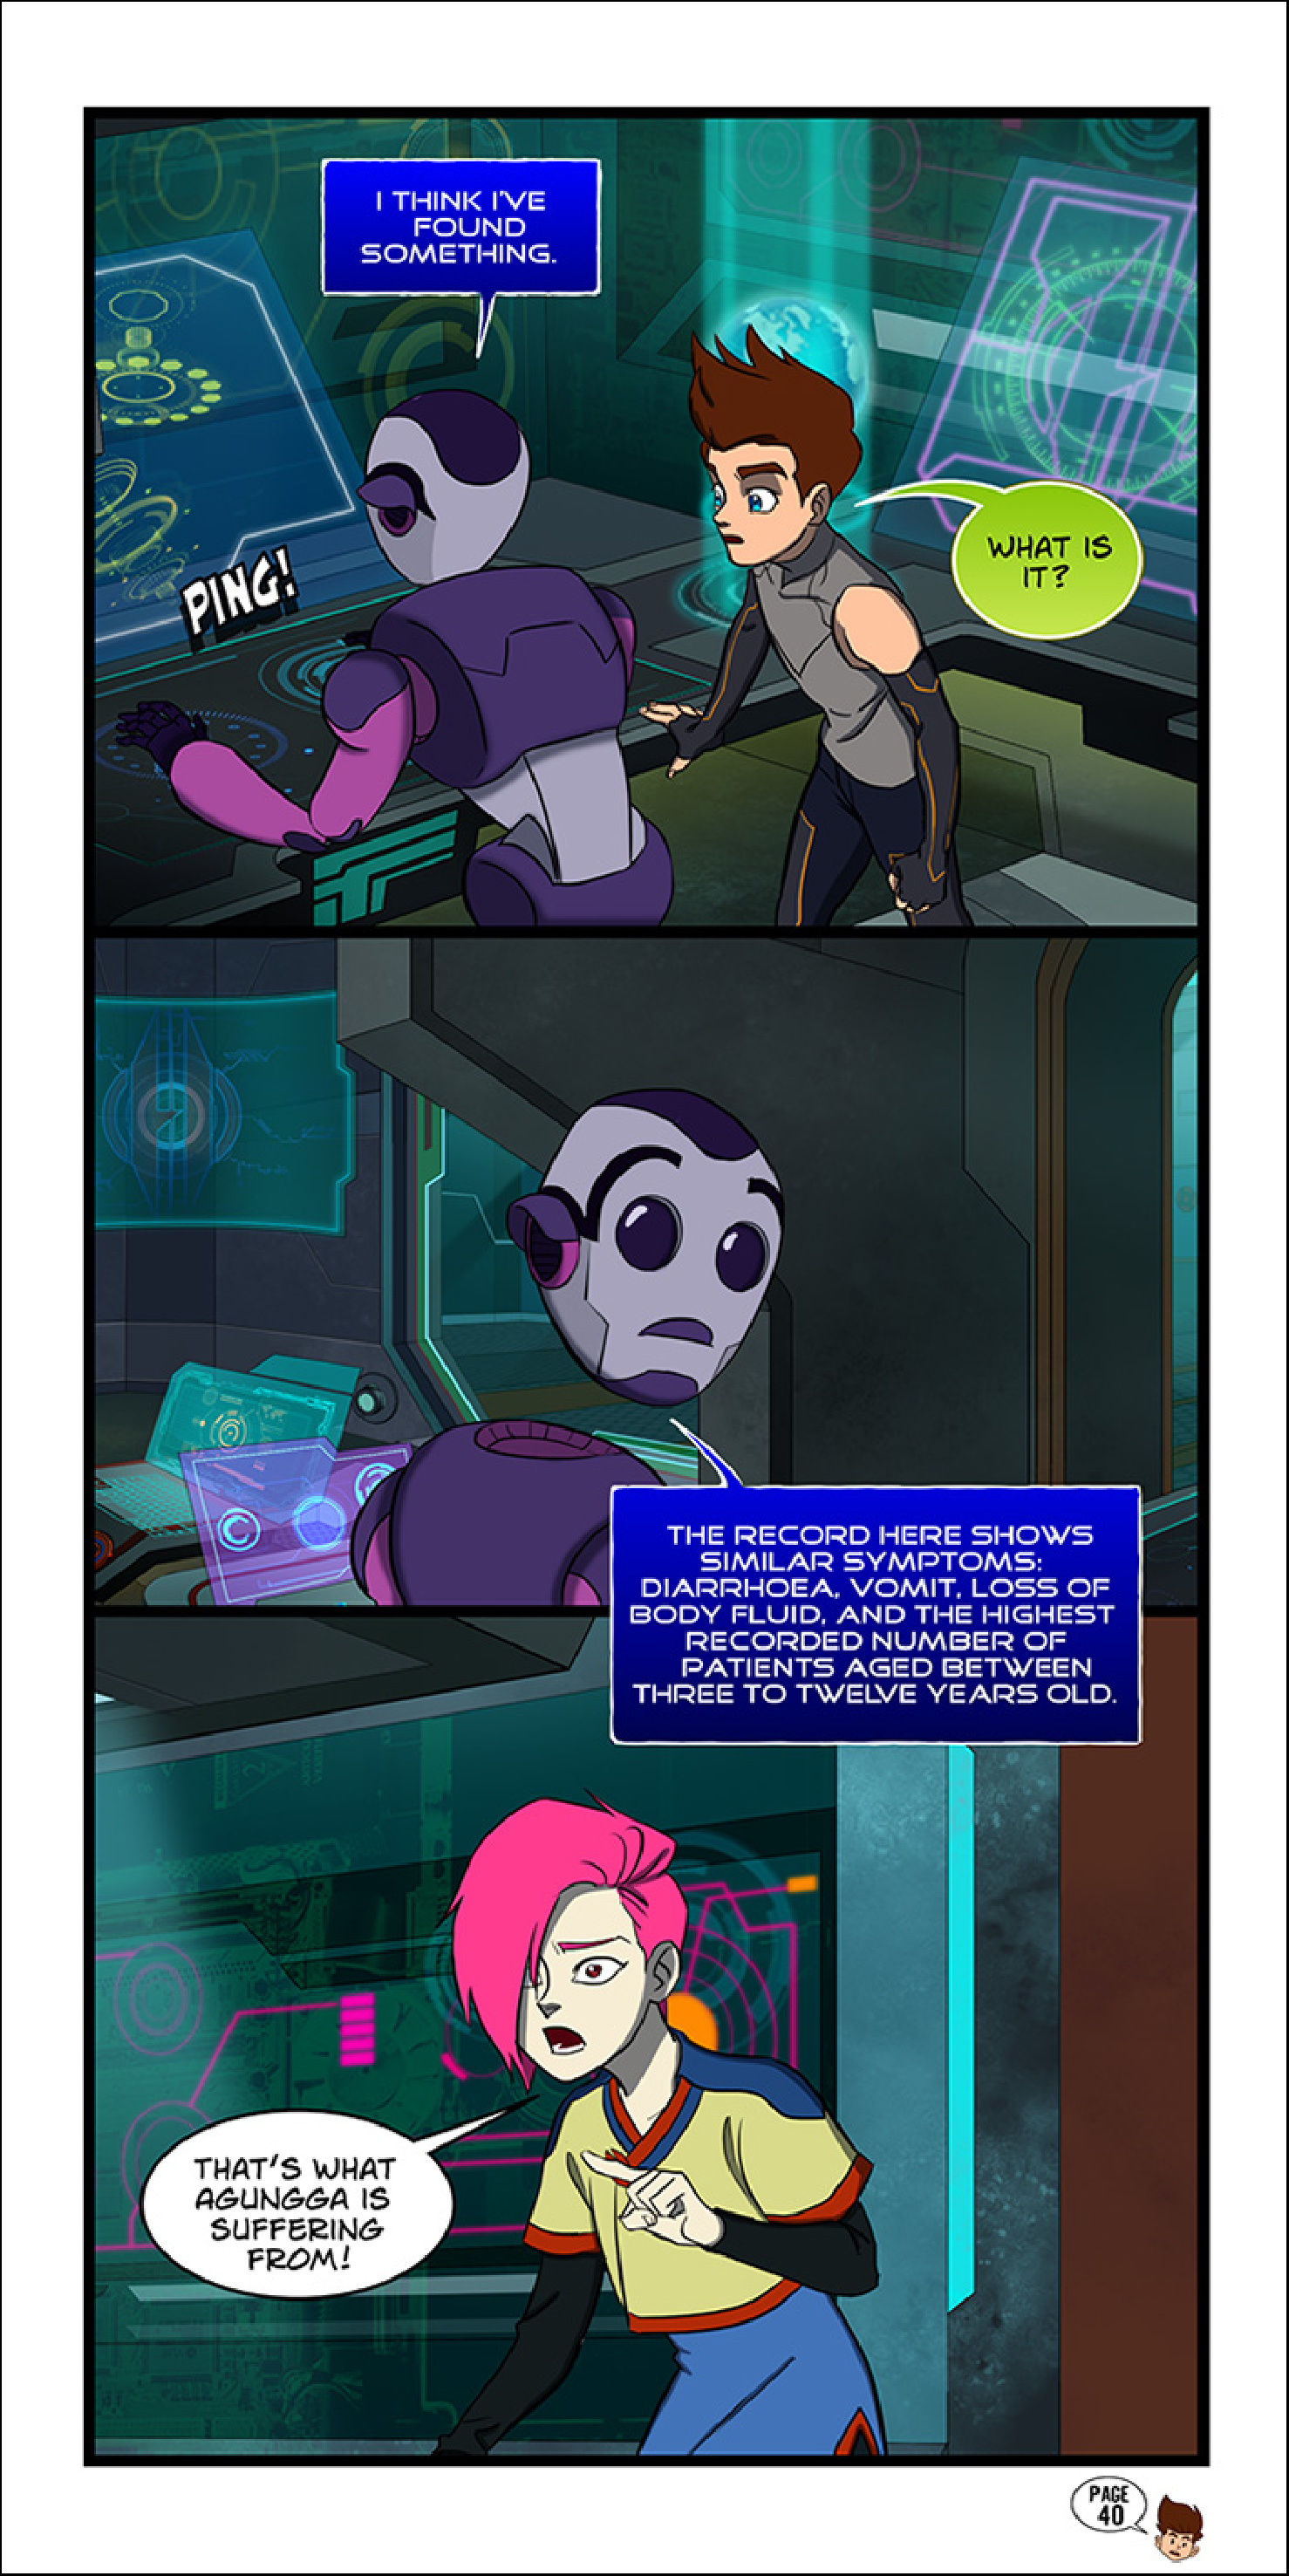 I THINK I'VE
FOUND
SOMETHING.
WHAT IS
IT?
PING!
THE RECORD HERE SHOWS
SIMILAR SYMPTOMS:
DIARRHOEA, VOMIT, LOSS OF
BODY FLUID, AND THE HIGHEST
RECORDED NUMBER OF
PATIENTS AGED BETWEEN
THREE TO TWELVE YEARS OLD.
THAT'S WHAT
AGUNGGA IS
SUFFERING
FROM!
PAGE
40